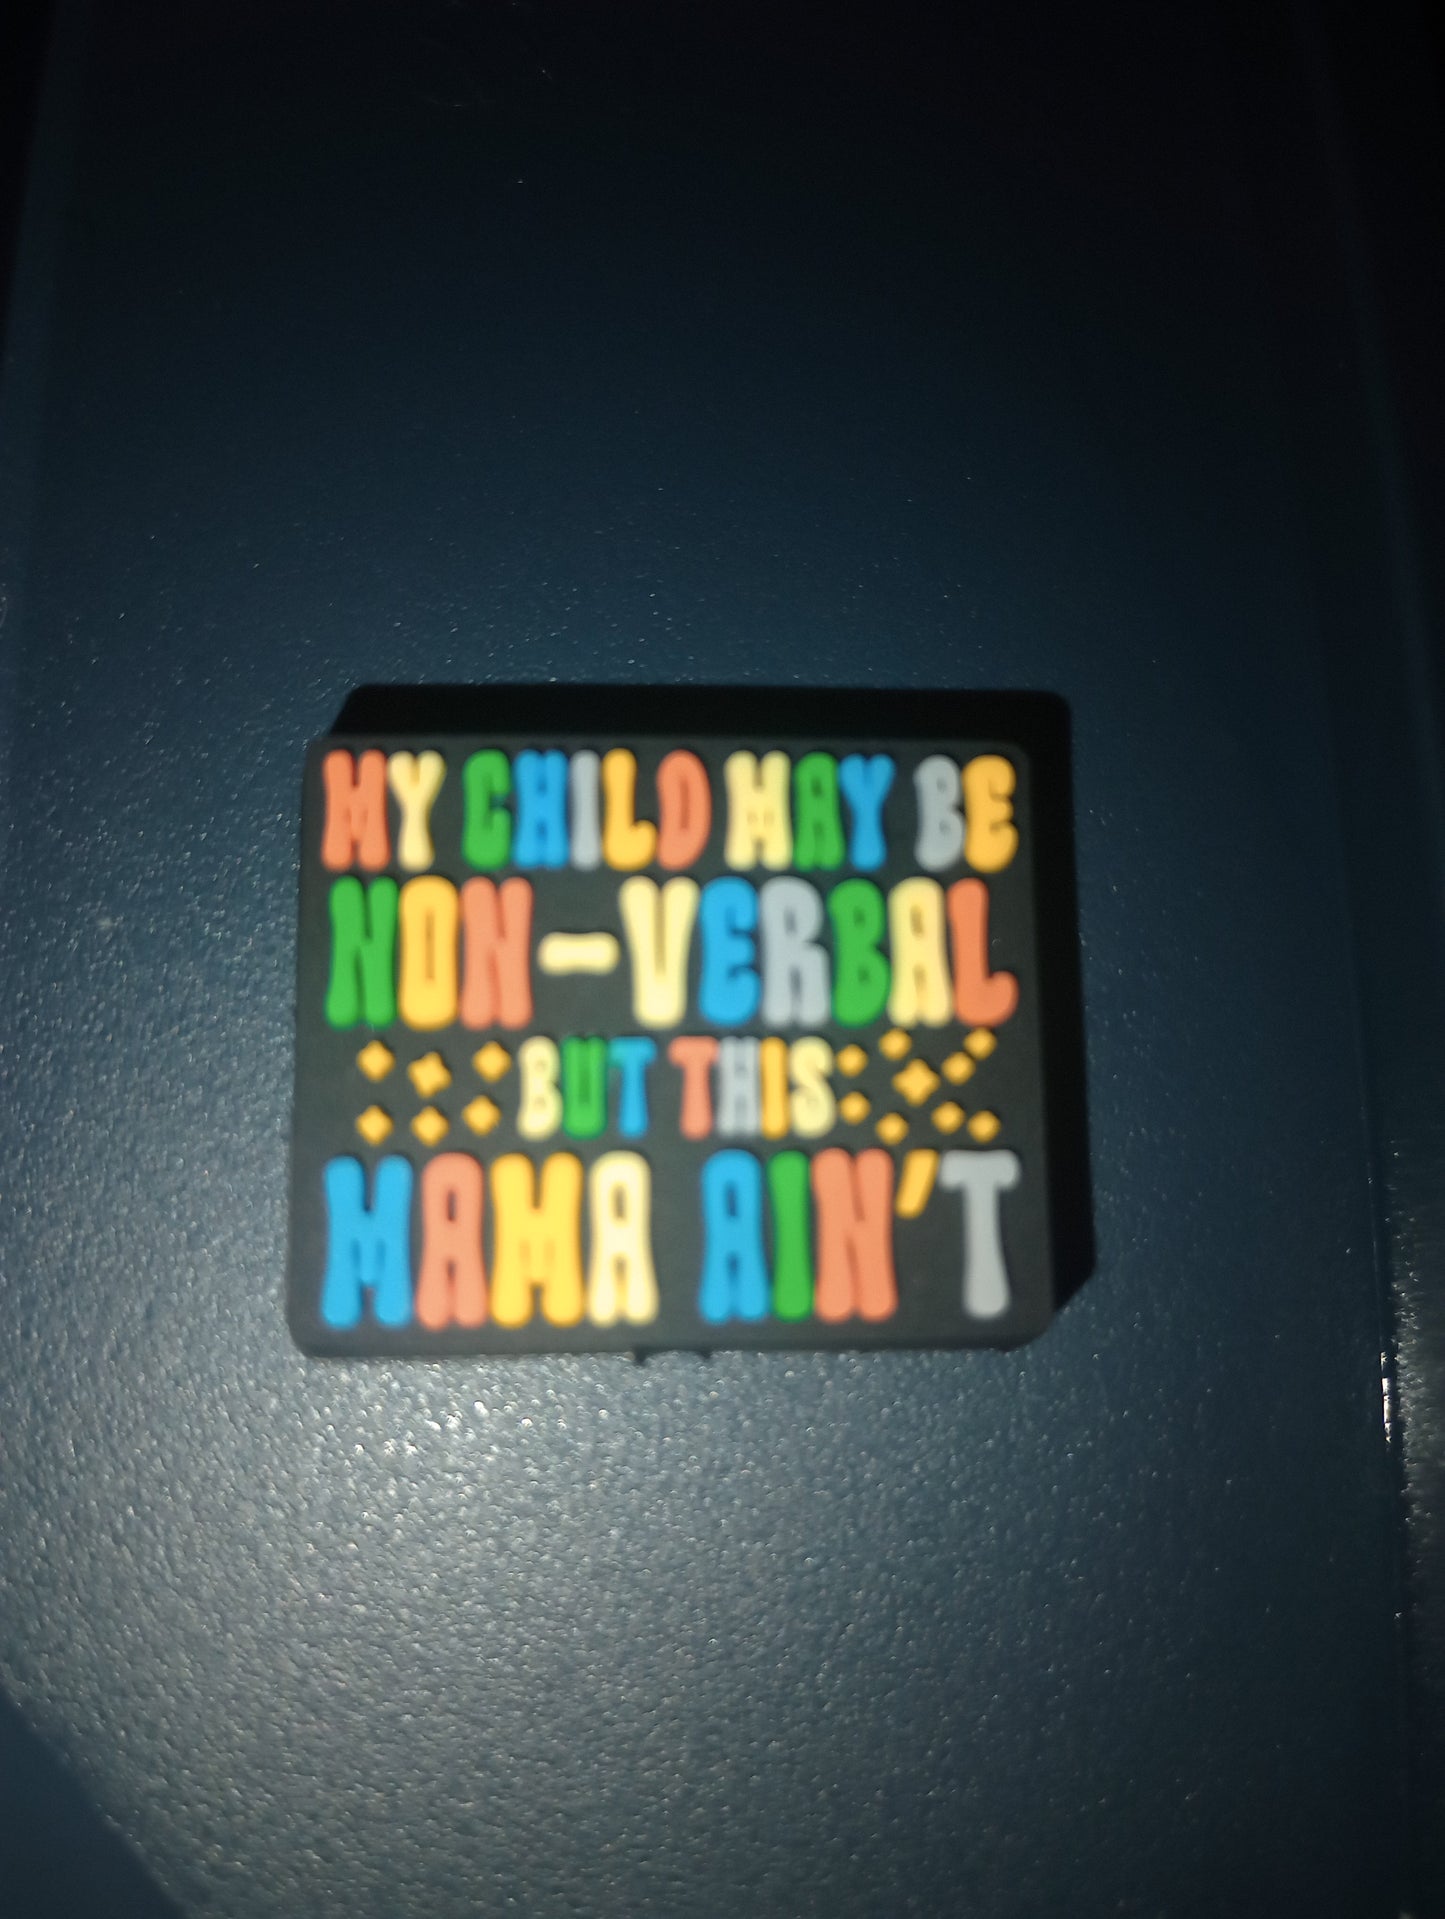 MY CHILD MAY BE
NON-VERBAL
BUT THIS
MAMA AIN'T